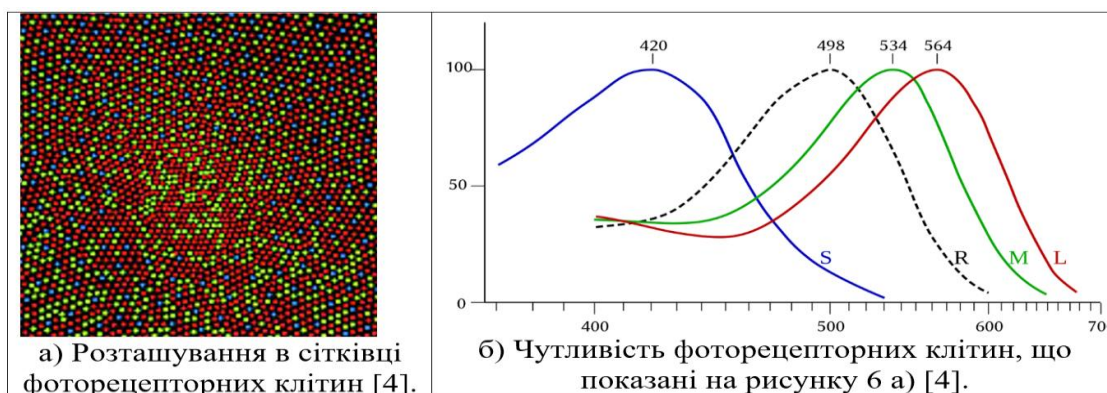 420 498 534 564
100
50
0
S R M L
400 500 600 70
а) Розташування в сітківці
фоторецепторних клітин [4].
б) Чутливість фоторецепторних клітин, що
показані на рисунку 6 а) [4].